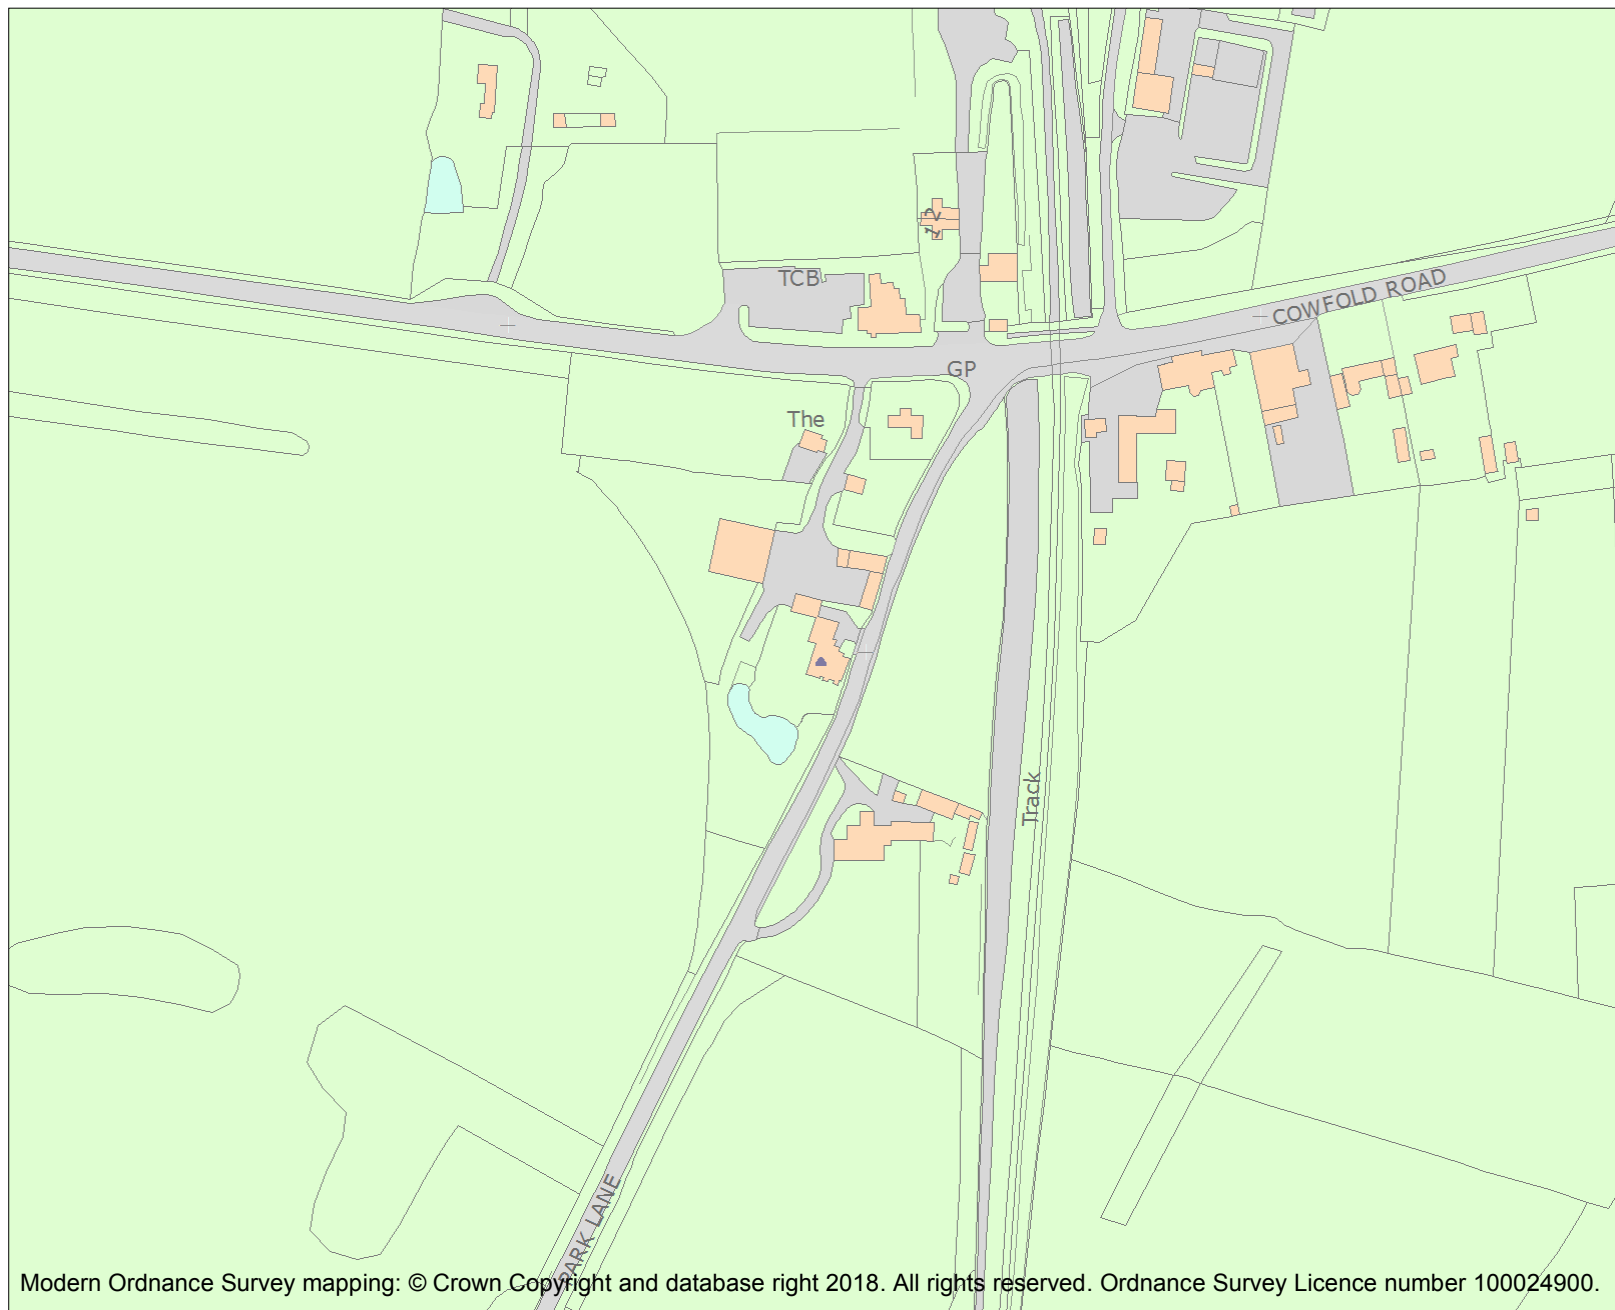 12
TCB
COWFOLD ROAD
GP
The
Track
PARK LANE
Modern Ordnance Survey mapping: © Crown Copyright and database right 2018. All rights reserved. Ordnance Survey Licence number 100024900.